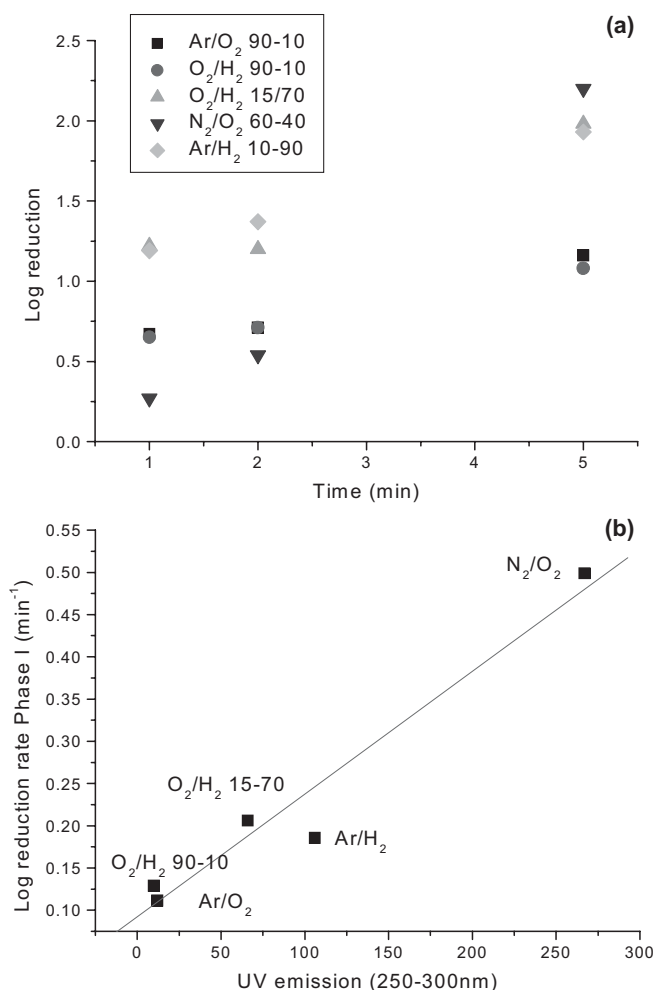 (a)
Ar/O₂ 90-10
O₂/H₂ 90-10
O₂/H₂ 15/70
N₂/O₂ 60-40
Ar/H₂ 10-90
2.5
2.0
1.5
1.0
0.5
0.0
Log reduction
1 2 3 4 5
Time (min)
(b)
0.55
0.50
0.45
0.40
0.35
0.30
0.25
0.20
0.15
0.10
Log reduction rate Phase I (min⁻¹)
N₂/O₂
O₂/H₂ 15-70
Ar/H₂
O₂/H₂ 90-10
Ar/O₂
0 50 100 150 200 250 300
UV emission (250-300nm)